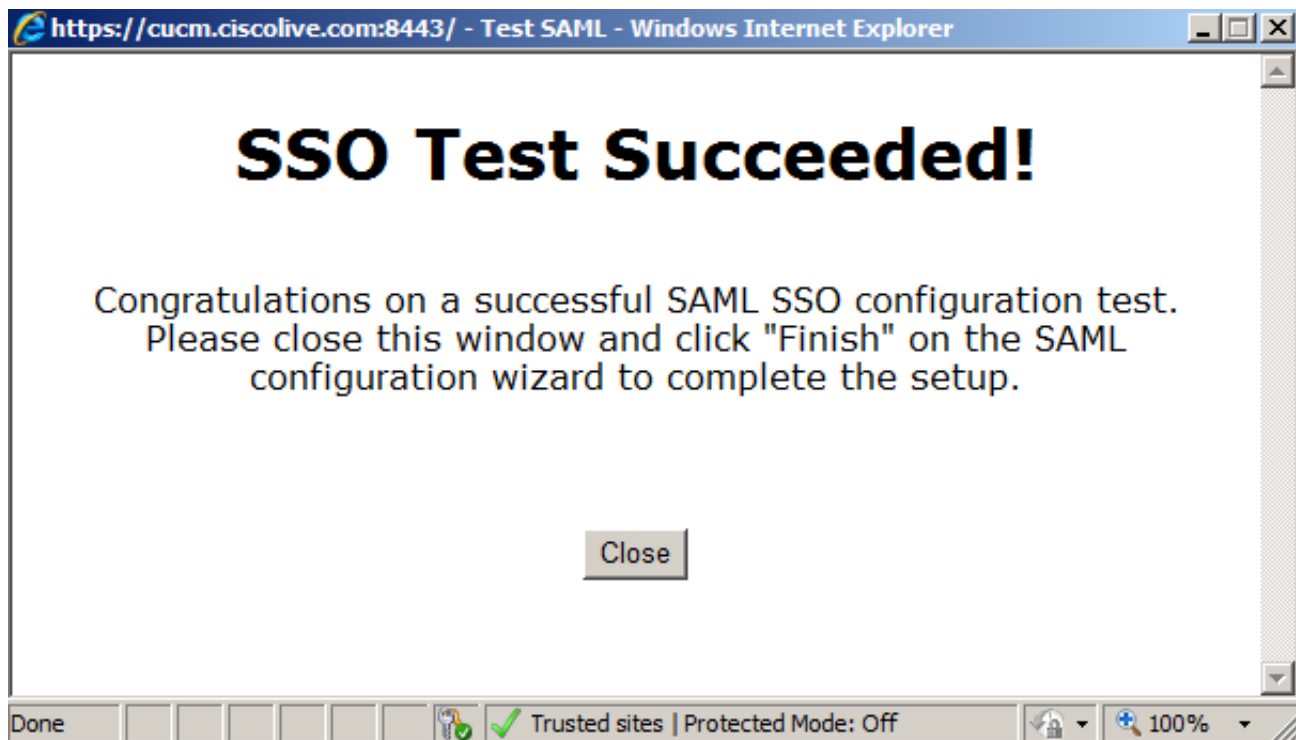 https://cucm.ciscolive.com:8443/ - Test SAML - Windows Internet Explorer
SSO Test Succeeded!
Congratulations on a successful SAML SSO configuration test.
Please close this window and click "Finish" on the SAML
configuration wizard to complete the setup.
Close
Done
Trusted sites | Protected Mode: Off
100%